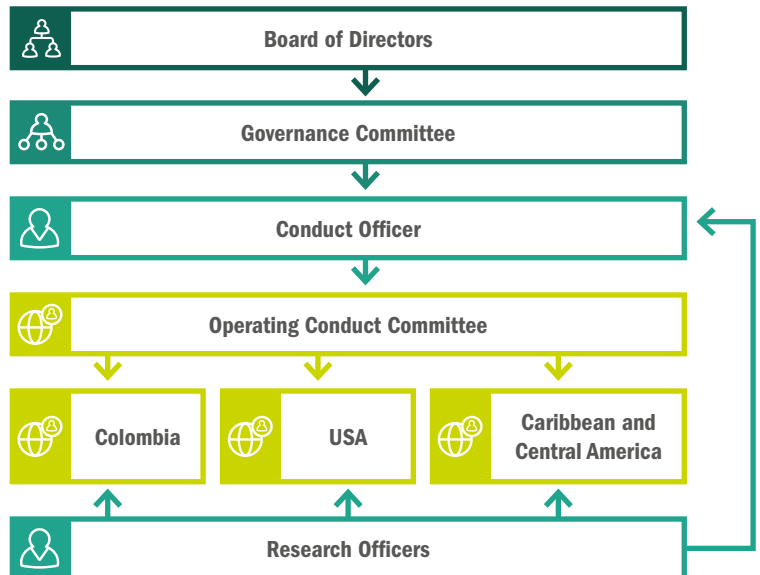 Board of Directors
Governance Committee
Conduct Officer
Operating Conduct Committee
Colombia
USA
Caribbean and
Central America
Research Officers